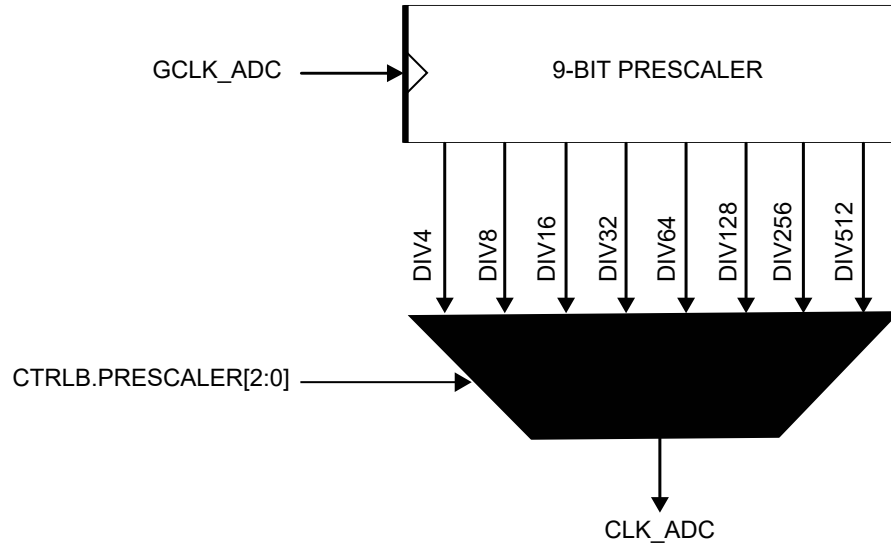 GCLK_ADC
9-BIT PRESCALER
DIV4
DIV8
DIV16
DIV32
DIV64
DIV128
DIV256
DIV512
CTRLB.PRESCALER[2:0]
CLK_ADC